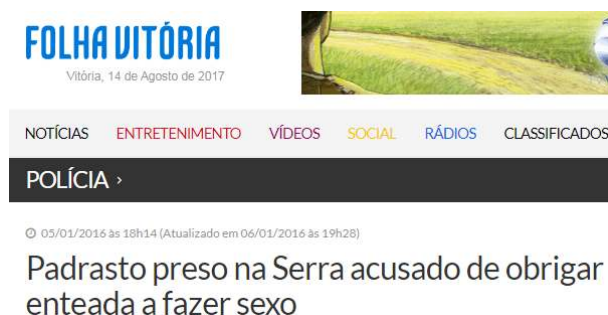 FOLHA VITÓRIA
Vitória, 14 de Agosto de 2017
NOTÍCIAS ENTRETENIMENTO VÍDEOS SOCIAL RÁDIOS CLASSIFICADOS
POLÍCIA ›
05/01/2016 às 18h14 (Atualizado em 06/01/2016 às 19h28)
Padrasto preso na Serra acusado de obrigar
enteada a fazer sexo